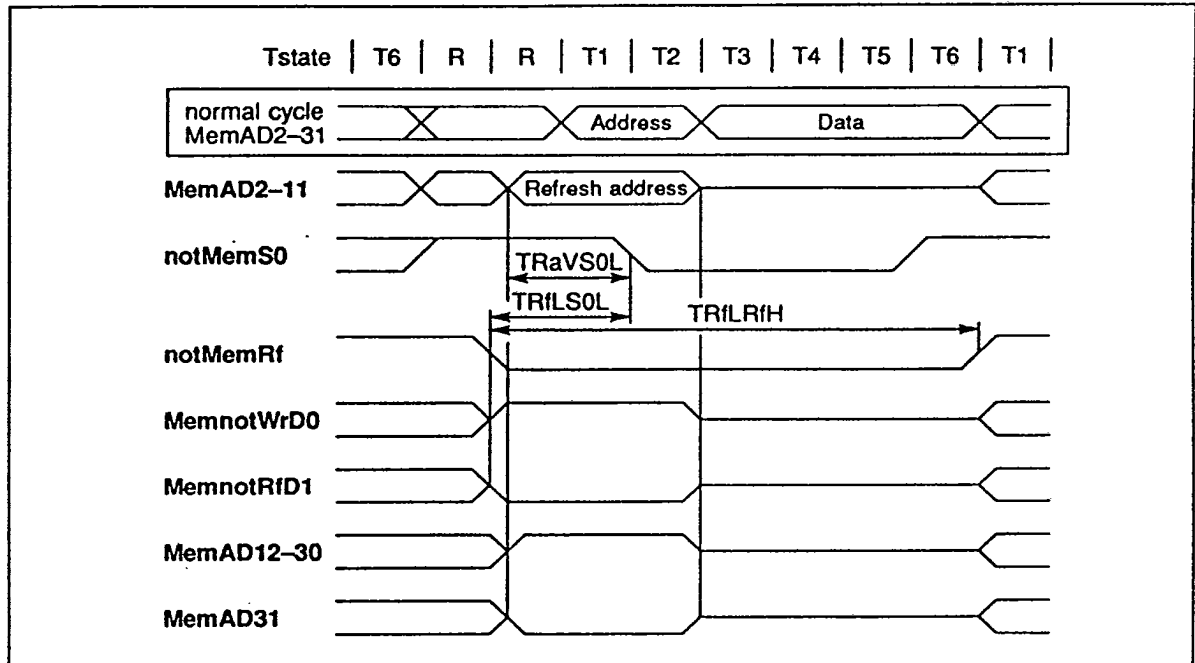 Tstate | T6 | R | R | T1 | T2 | T3 | T4 | T5 | T6 | T1 |
normal cycle
MemAD2–31
Address
Data
MemAD2–11
Refresh address
notMemS0
TRaVS0L
TRfLS0L
TRfLRfH
notMemRf
MemnotWrD0
MemnotRfD1
MemAD12–30
MemAD31